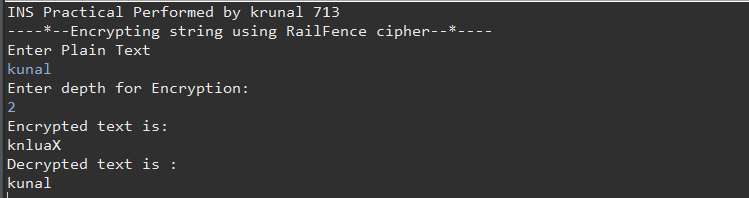 INS Practical Performed by krunal 713
----*--Encrypting string using RailFence cipher--*----
Enter Plain Text
kunal
Enter depth for Encryption:
2
Encrypted text is:
knluaX
Decrypted text is :
kunal